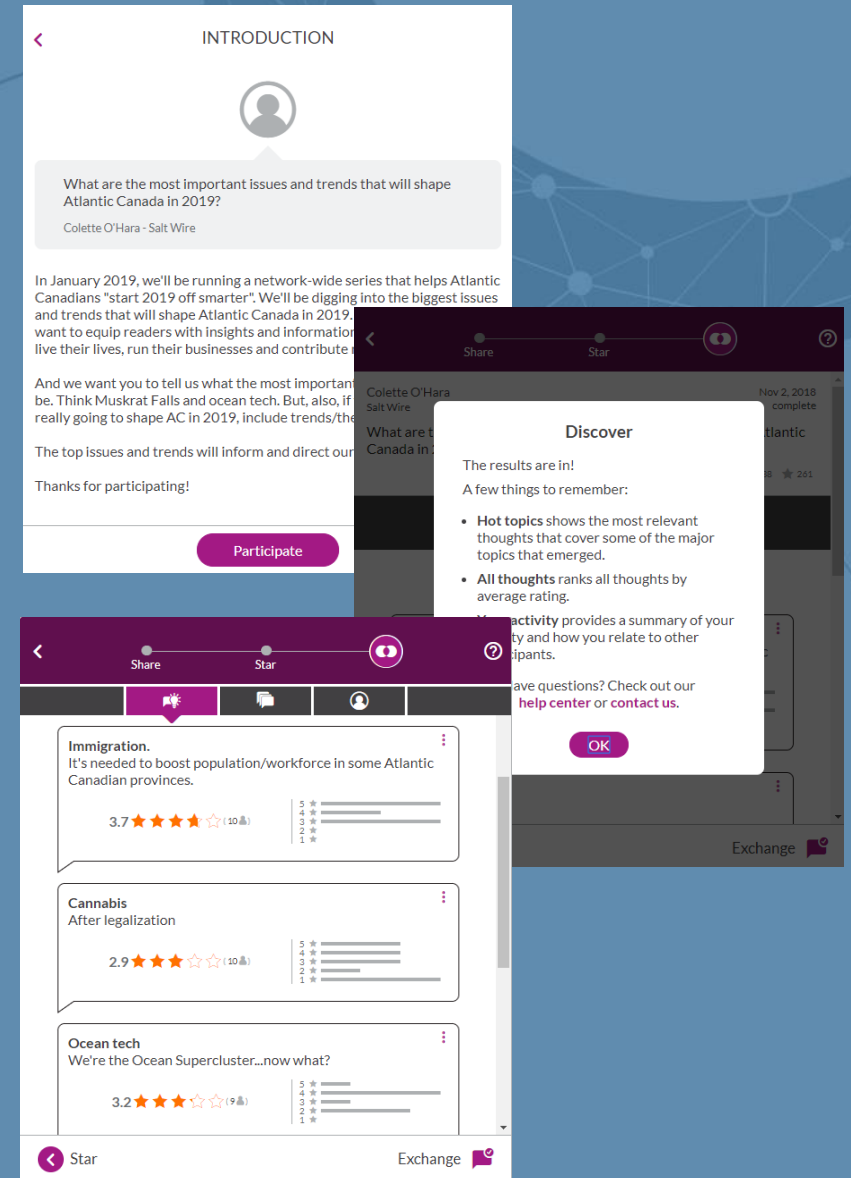 INTRODUCTION
What are the most important issues and trends that will shape
Atlantic Canada in 2019?
Colette O'Hara - Salt Wire
In January 2019, we'll be running a network-wide series that helps Atlantic
Canadians "start 2019 off smarter". We'll be digging into the biggest issues
and trends that will shape Atlantic Canada in 2019.
want to equip readers with insights and information
live their lives, run their businesses and contribute
And we want you to tell us what the most important
be. Think Muskrat Falls and ocean tech. But, also, if
really going to shape AC in 2019, include
The top issues and trends will inform and direct our
Thanks for participating!
Participate
Share
Star
Colette O'Hara
Salt Wire
Nov 2, 2018
complete
What are
Canada in
261
Discover
The results are in!
A few things to remember:
• Hot topics shows the most relevant
thoughts that cover some of the major
topics that emerged.
• All thoughts ranks all thoughts by
average rating.
activity provides a summary of your
and how you relate to other
questions? Check out our
help center or contact us.
OK
Exchange
Share
Star
Immigration.
It's needed to boost population/workforce in some Atlantic
Canadian provinces.
3.7 (10)
5
4
3
2
1
Cannabis
After legalization
2.9 (10)
5
4
3
2
1
Ocean tech
We're the Ocean Supercluster...now what?
3.2 (9)
5
4
3
2
1
Star
Exchange